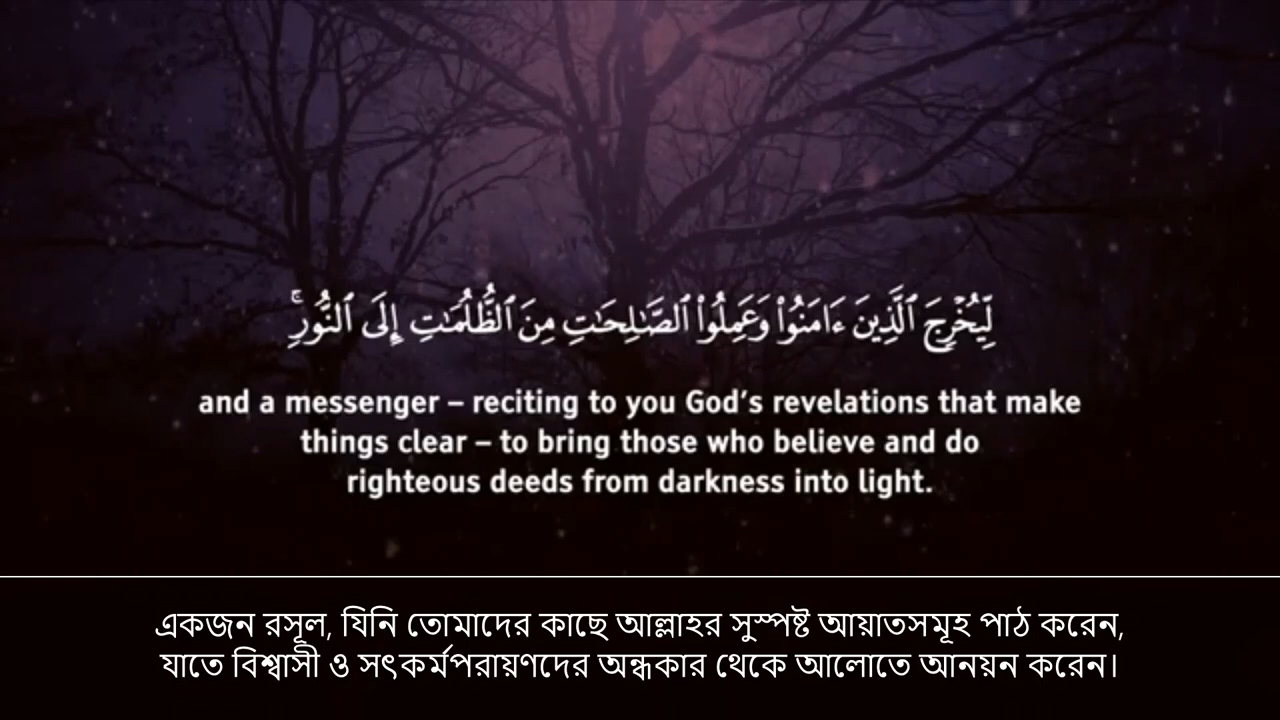 لِّيُخْرِجَ ٱلَّذِينَ ءَامَنُوا۟ وَعَمِلُوا۟ ٱلصَّـٰلِحَـٰتِ مِنَ ٱلظُّلُمَـٰتِ إِلَى ٱلنُّورِ ۚ
and a messenger – reciting to you God’s revelations that make
things clear – to bring those who believe and do
righteous deeds from darkness into light.
একজন রসূল, যিনি তোমাদের কাছে আল্লাহর সুস্পষ্ট আয়াতসমূহ পাঠ করেন,
যাতে বিশ্বাসী ও সৎকর্মপরায়ণদের অন্ধকার থেকে আলোতে আনয়ন করেন।